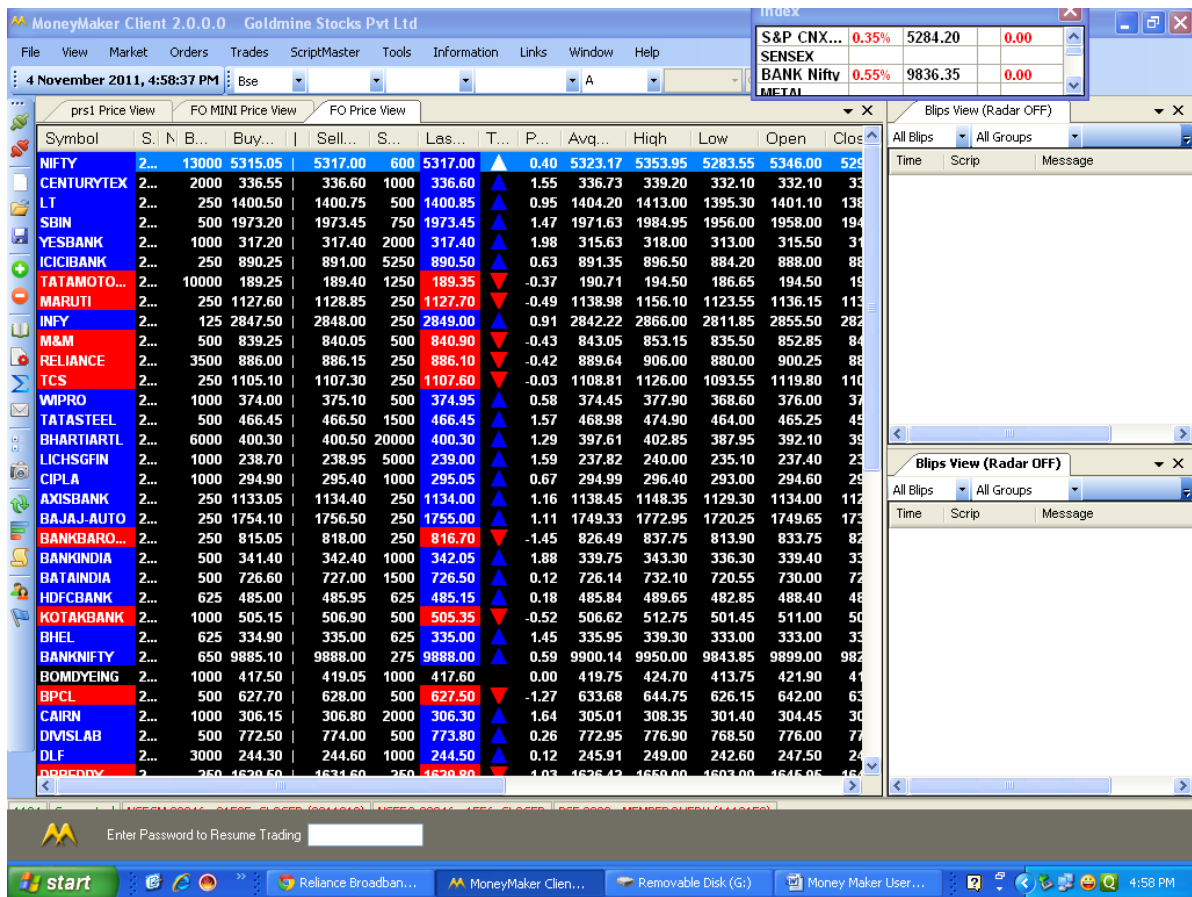 MoneyMaker Client 2.0.0.0 Goldmine Stocks Pvt Ltd
Index
File View Market Orders Trades ScriptMaster Tools Information Links Window Help
S&P CNX... 0.35% 5284.20 0.00
SENSEX
BANK Nifty 0.55% 9836.35 0.00
METAL
4 November 2011, 4:58:37 PM Bse A
prs1 Price View FO MINI Price View FO Price View
Symbol S. N B... Buy... | Sell... S... Las... T... P... Avg... High Low Open Clos
NIFTY 2... 13000 5315.05 | 5317.00 600 5317.00 0.40 5323.17 5353.95 5283.55 5346.00 529
CENTURYTEX 2... 2000 336.55 | 336.60 1000 336.60 1.55 336.73 339.20 332.10 332.10 33
LT 2... 250 1400.50 | 1400.75 500 1400.85 0.95 1404.20 1413.00 1395.30 1401.10 138
SBIN 2... 500 1973.20 | 1973.45 750 1973.45 1.47 1971.63 1984.95 1956.00 1958.00 194
YESBANK 2... 1000 317.20 | 317.40 2000 317.40 1.98 315.63 318.00 313.00 315.50 31
ICICIBANK 2... 250 890.25 | 891.00 5250 890.50 0.63 891.35 896.50 884.20 888.00 88
TATAMOTO... 2... 10000 189.25 | 189.40 1250 189.35 -0.37 190.71 194.50 186.65 194.50 19
MARUTI 2... 250 1127.60 | 1128.85 250 1127.70 -0.49 1138.98 1156.10 1123.55 1136.15 113
INFY 2... 125 2847.50 | 2848.00 250 2849.00 0.91 2842.22 2866.00 2811.85 2855.50 282
M&M 2... 500 839.25 | 840.05 500 840.90 -0.43 843.05 853.15 835.50 852.85 84
RELIANCE 2... 3500 886.00 | 886.15 250 886.10 -0.42 889.64 906.00 880.00 900.25 88
TCS 2... 250 1105.10 | 1107.30 250 1107.60 -0.03 1108.81 1126.00 1093.55 1119.80 110
WIPRO 2... 1000 374.00 | 375.10 500 374.95 0.58 374.45 377.90 368.60 376.00 37
TATASTEEL 2... 500 466.45 | 466.50 1500 466.45 1.57 468.98 474.90 464.00 465.25 45
BHARTIARTL 2... 6000 400.30 | 400.50 20000 400.30 1.29 397.61 402.85 387.95 392.10 39
LICHSGFIN 2... 1000 238.70 | 238.95 5000 239.00 1.59 237.82 240.00 235.10 237.40 23
CIPLA 2... 1000 294.90 | 295.40 1000 295.05 0.67 294.99 296.40 293.00 294.60 29
AXISBANK 2... 250 1133.05 | 1134.40 250 1134.00 1.16 1138.45 1148.35 1129.30 1134.00 112
BAJAJ-AUTO 2... 250 1754.10 | 1756.50 250 1755.00 1.11 1749.33 1772.95 1720.25 1749.65 173
BANKBARO... 2... 250 815.05 | 818.00 250 816.70 -1.45 826.49 837.75 813.90 833.75 82
BANKINDIA 2... 500 341.40 | 342.40 1000 342.05 1.88 339.75 343.30 336.30 339.40 33
BATAINDIA 2... 500 726.60 | 727.00 1500 726.50 0.12 726.14 732.10 720.55 730.00 72
HDFCBANK 2... 625 485.00 | 485.95 625 485.15 0.18 485.84 489.65 482.85 488.40 48
KOTAKBANK 2... 1000 505.15 | 506.90 500 505.35 -0.52 506.62 512.75 501.45 511.00 50
BHEL 2... 625 334.90 | 335.00 625 335.00 1.45 335.95 339.30 333.00 333.00 33
BANKNIFTY 2... 650 9885.10 | 9888.00 275 9888.00 0.59 9900.14 9950.00 9843.85 9899.00 982
BOMDYEING 2... 1000 417.50 | 419.05 1000 417.60 0.00 419.75 424.70 413.75 421.90 41
BPCL 2... 500 627.70 | 628.00 500 627.50 -1.27 633.68 644.75 626.15 642.00 63
CAIRN 2... 1000 306.15 | 306.80 2000 306.30 1.64 305.01 308.35 301.40 304.45 30
DIVISLAB 2... 500 772.50 | 774.00 500 773.80 0.26 772.95 776.90 768.50 776.00 77
DLF 2... 3000 244.30 | 244.60 1000 244.50 0.12 245.91 249.00 242.60 247.50 24
Blips View (Radar OFF)
All Blips All Groups
Time Scrip Message
Blips View (Radar OFF)
All Blips All Groups
Time Scrip Message
Enter Password to Resume Trading
start Reliance Broadban... MoneyMaker Clien... Removable Disk (G:) Money Maker User... 4:58 PM